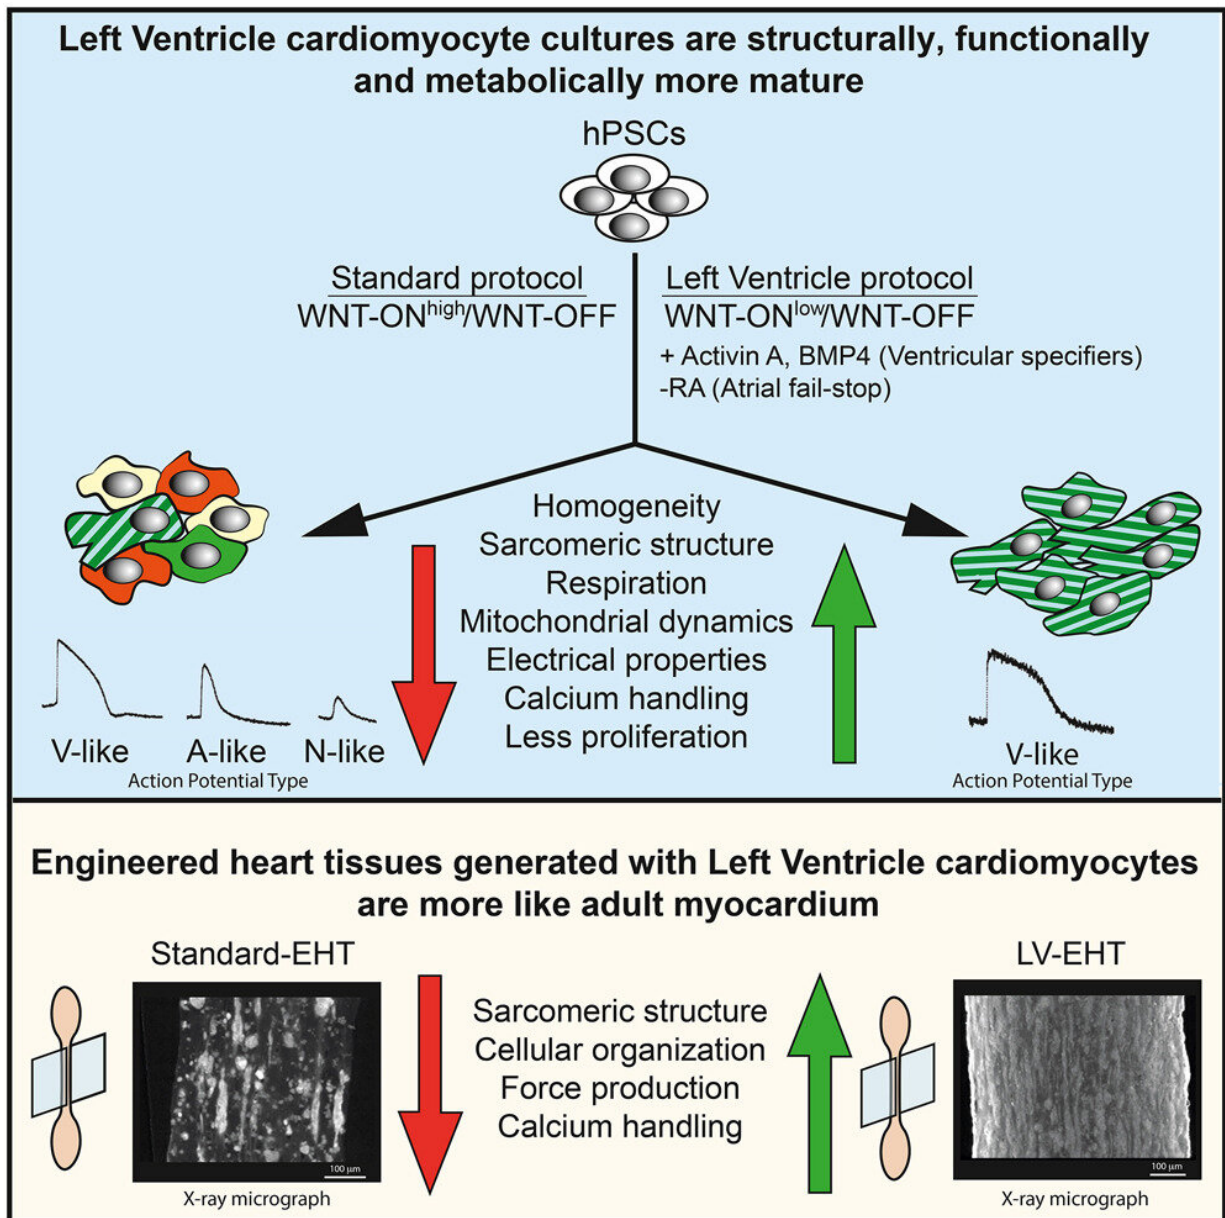 Left Ventricle cardiomyocyte cultures are structurally, functionally
and metabolically more mature
hPSCs
Standard protocol
WNT-ONhigh/WNT-OFF
Left Ventricle protocol
WNT-ONlow/WNT-OFF
+ Activin A, BMP4 (Ventricular specifiers)
-RA (Atrial fail-stop)
Homogeneity
Sarcomeric structure
Respiration
Mitochondrial dynamics
Electrical properties
Calcium handling
Less proliferation
V-like
A-like
N-like
Action Potential Type
V-like
Action Potential Type
Engineered heart tissues generated with Left Ventricle cardiomyocytes
are more like adult myocardium
Standard-EHT
100 μm
X-ray micrograph
Sarcomeric structure
Cellular organization
Force production
Calcium handling
LV-EHT
100 μm
X-ray micrograph